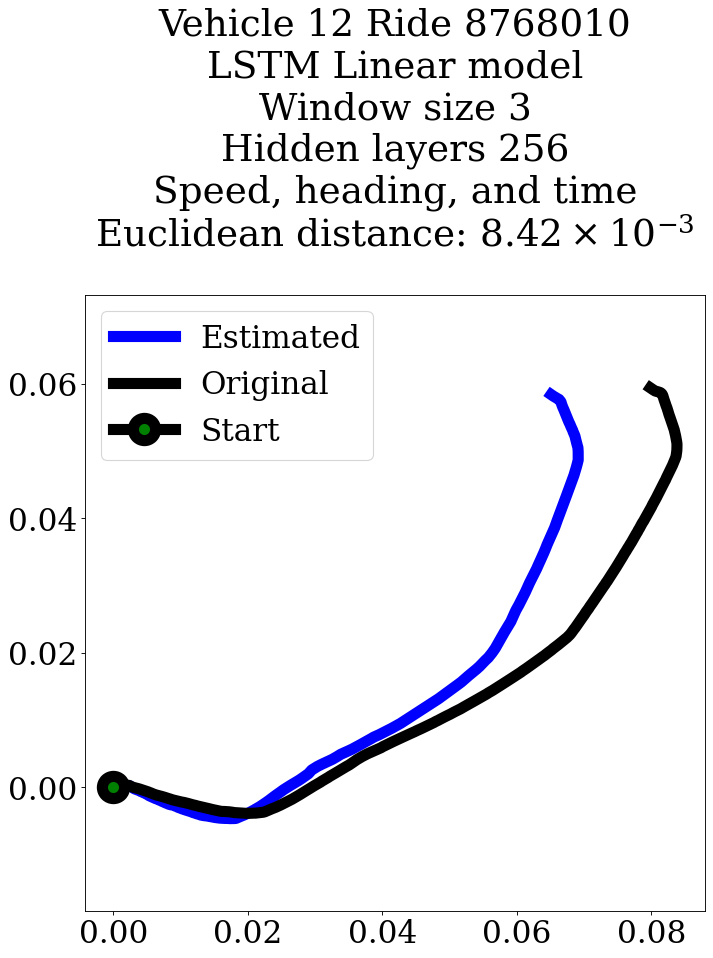 Vehicle 12 Ride 8768010
LSTM Linear model
Window size 3
Hidden layers 256
Speed, heading, and time
Euclidean distance: 8.42 × 10⁻³
Estimated
Original
Start
0.06
0.04
0.02
0.00
0.00 0.02 0.04 0.06 0.08